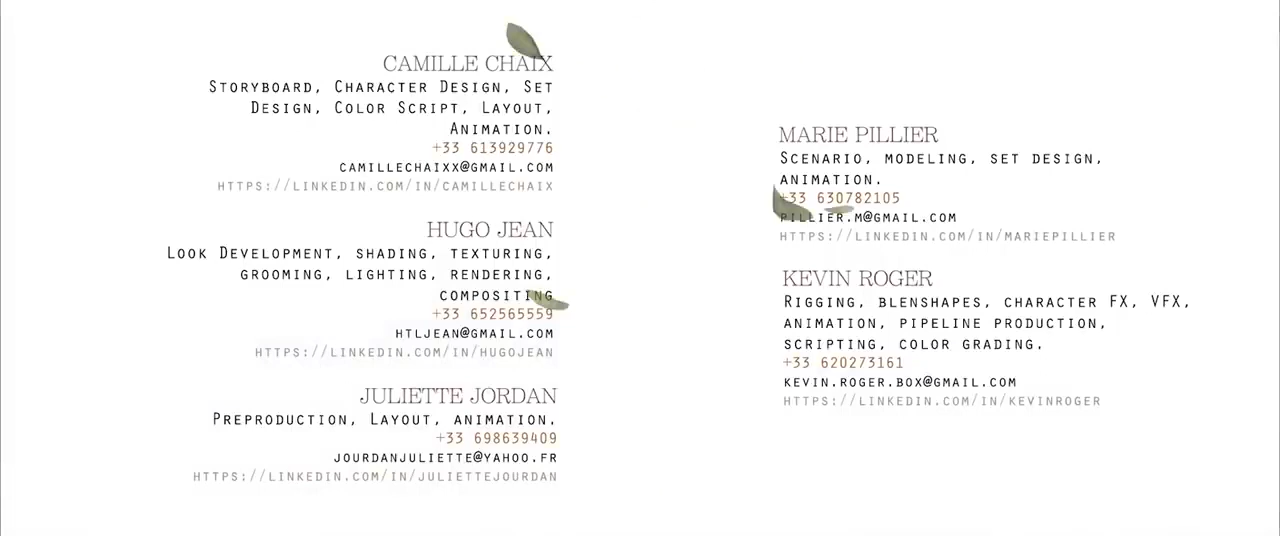 CAMILLE CHAIX
STORYBOARD, CHARACTER DESIGN, SET
DESIGN, COLOR SCRIPT, LAYOUT,
ANIMATION.
+33 613929776
CAMILLECHAIXX@GMAIL.COM
HTTPS://LINKEDIN.COM/IN/CAMILLECHAIX
HUGO JEAN
LOOK DEVELOPMENT, SHADING, TEXTURING,
GROOMING, LIGHTING, RENDERING,
COMPOSITING
+33 652565559
HTLJEAN@GMAIL.COM
HTTPS://LINKEDIN.COM/IN/HUGOJEAN
JULIETTE JORDAN
PREPRODUCTION, LAYOUT, ANIMATION.
+33 698639409
JOURDANJULIETTE@YAHOO.FR
HTTPS://LINKEDIN.COM/IN/JULIETTEJOURDAN
MARIE PILLIER
SCENARIO, MODELING, SET DESIGN,
ANIMATION.
+33 630782105
PILLIER.M@GMAIL.COM
HTTPS://LINKEDIN.COM/IN/MARIEPILLIER
KEVIN ROGER
RIGGING, BLENSHAPES, CHARACTER FX, VFX,
ANIMATION, PIPELINE PRODUCTION,
SCRIPTING, COLOR GRADING.
+33 620273161
KEVIN.ROGER.BOX@GMAIL.COM
HTTPS://LINKEDIN.COM/IN/KEVINROGER